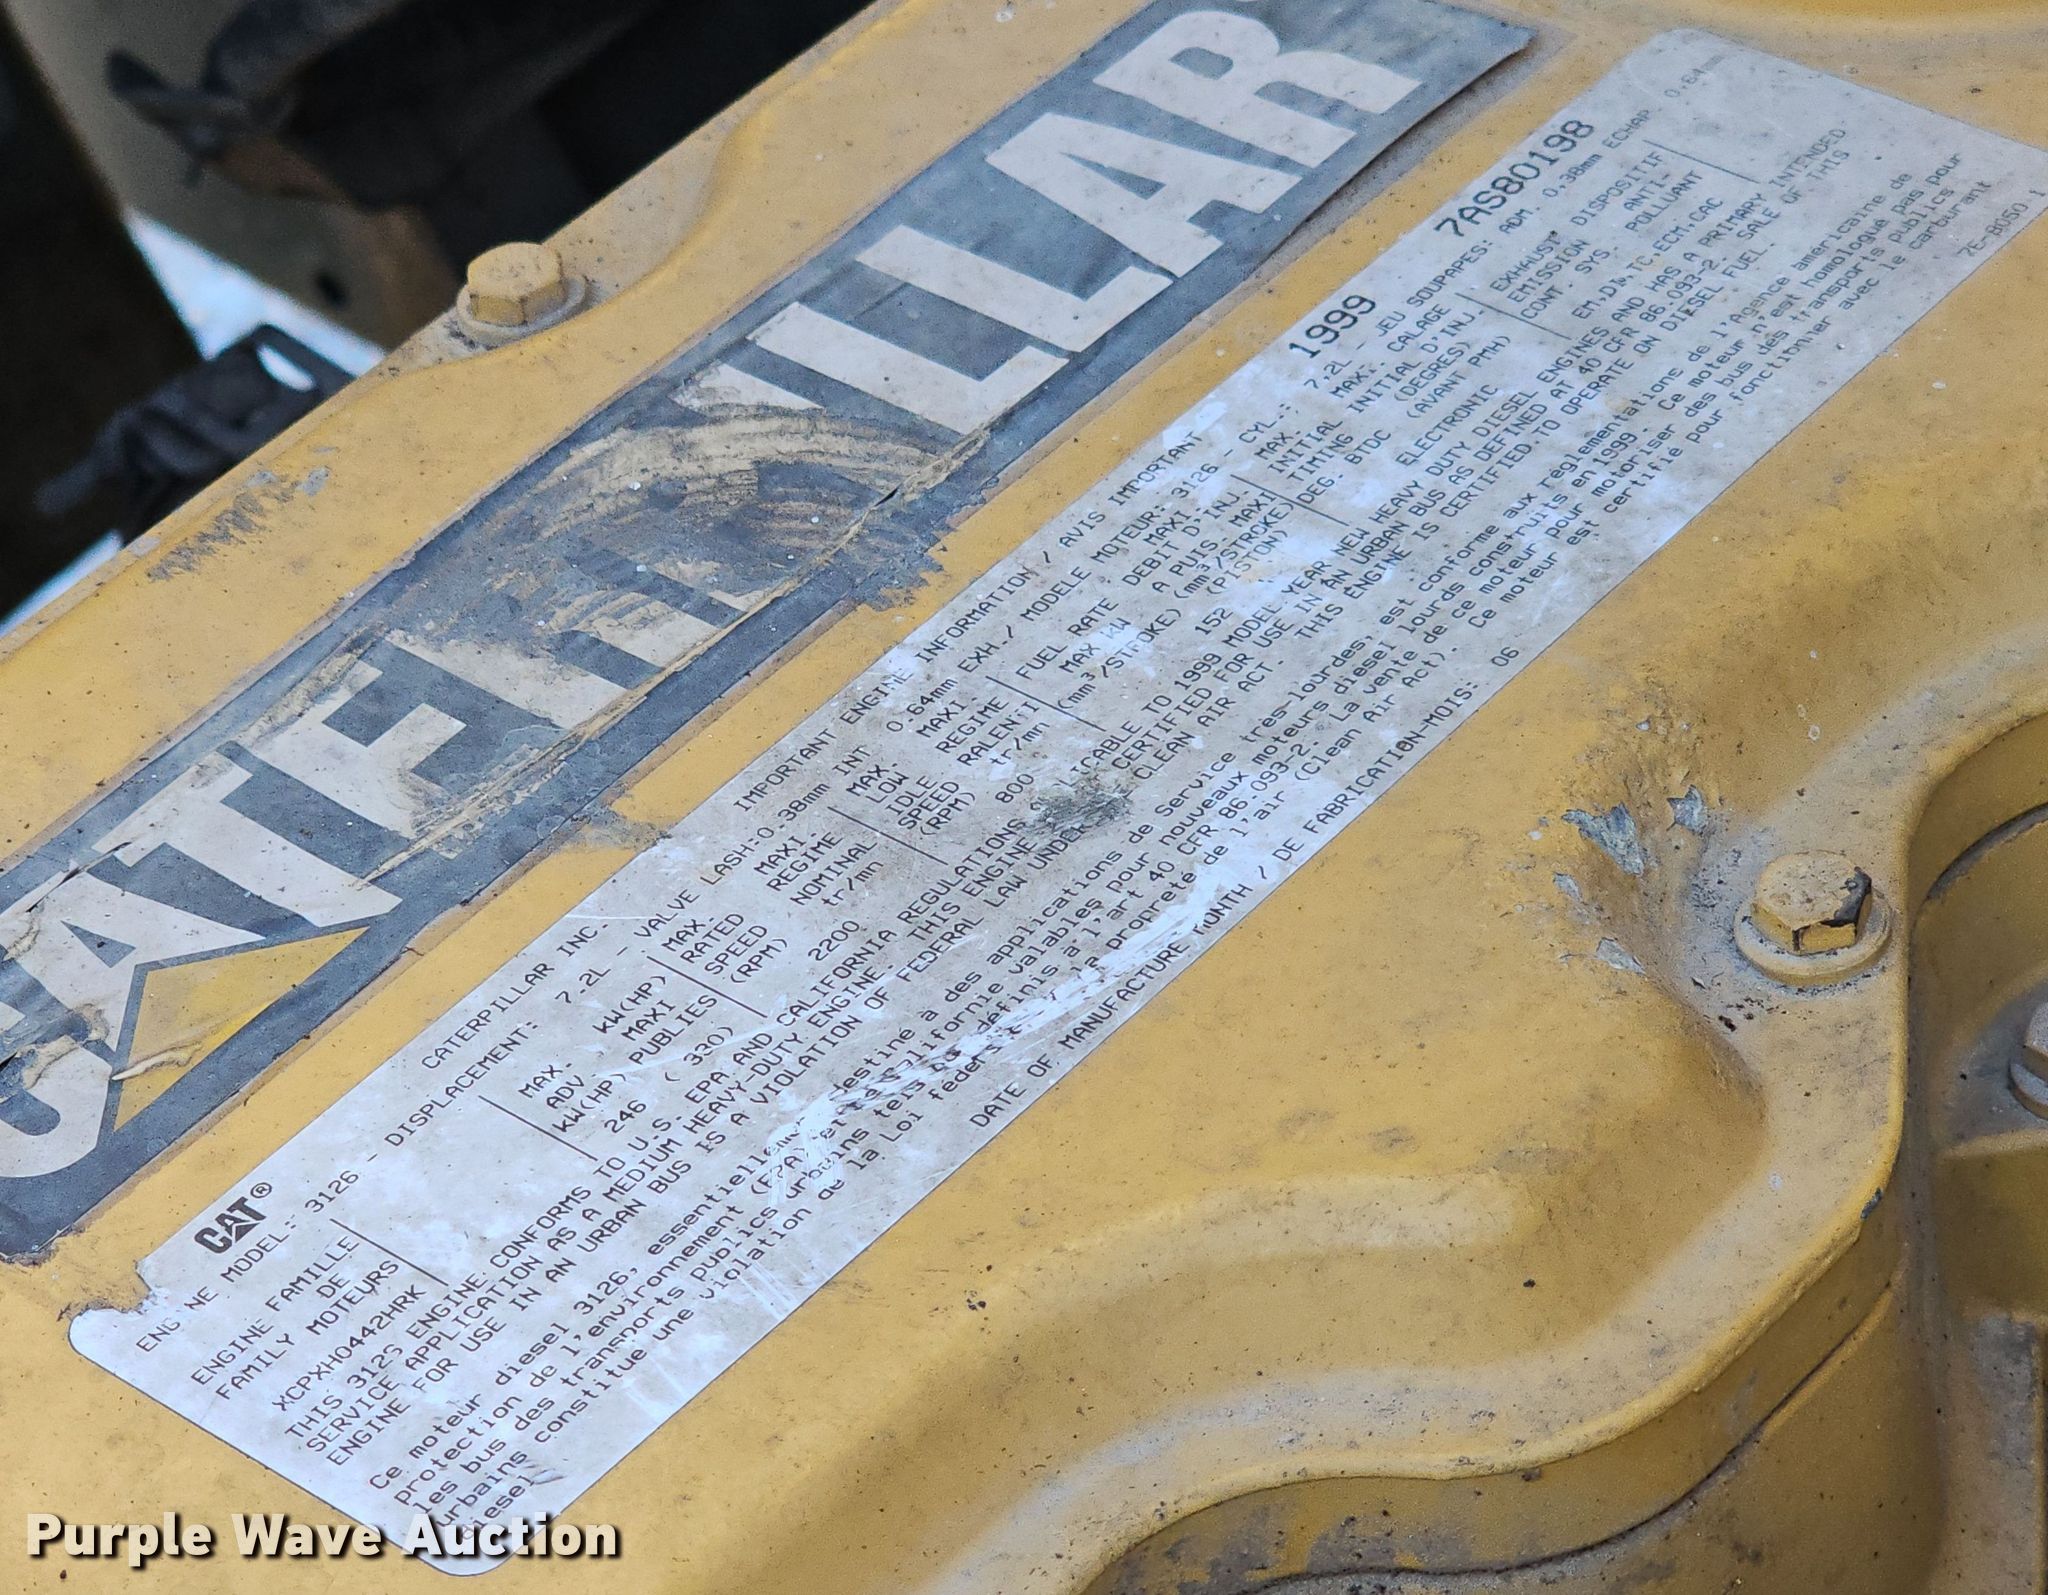 CATERPILLAR
CAT®
CATERPILLAR INC.
IMPORTANT ENGINE INFORMATION / AVIS IMPORTANT
1999
7AS80198
ENGINE MODEL: 3126 - DISPLACEMENT: 7.2L - VALVE LASH:0,38mm INT 0.64mm EXH./ MODELE MOTEUR: 3126 - CYL.: 7,2L - JEU SOUPAPES: ADM. 0,38mm ECHAP 0,64mm
ENGINE FAMILLE
DE
FAMILY MOTEURS
XCPXH0442HRK
MAX. kW(HP)
ADV. MAXI
kW(HP) PUBLIES
246 ( 330)
MAX. MAXI.
RATED REGIME
SPEED NOMINAL
(RPM) tr/mn
2200
MAX. MAXI.
LOW REGIME
IDLE RALENTI
SPEED tr/mn
(RPM)
800
FUEL RATE MAXI. DEBIT D'INJ.
MAX kW A PUIS. MAXI
(mm³/STROKE) (mm³/STROKE)
(PISTON)
152
MAX. MAXI. CALAGE
INITIAL INITIAL D'INJ.
TIMING (DEGRES)
DEG. BTDC (AVANT PMH)
ELECTRONIC
EXHAUST DISPOSITIF
EMISSION ANTI-
CONT. SYS. POLLUANT
TC,ECM,CAC
THIS 3126 ENGINE CONFORMS TO U.S. EPA AND CALIFORNIA REGULATIONS APPLICABLE TO 1999 MODEL YEAR NEW HEAVY DUTY DIESEL ENGINES AND HAS A PRIMARY INTENDED
SERVICE APPLICATION AS A MEDIUM HEAVY-DUTY ENGINE. THIS ENGINE CERTIFIED FOR USE IN AN URBAN BUS AS DEFINED AT 40 CFR 86.093-2. SALE OF THIS
ENGINE FOR USE IN AN URBAN BUS IS A VIOLATION OF FEDERAL LAW UNDER CLEAN AIR ACT. THIS ENGINE IS CERTIFIED TO OPERATE ON DIESEL FUEL.
Ce moteur diesel 3126, essentiellement destine à des applications de Service très-lourdes, est conforme aux réglementations de l'Agence américaine de
protection de l'environnement (EPA) et la Californie valables pour nouveaux moteurs diesel lourds construits en 1999. Ce moteur n'est homologué pas pour
les bus des transports publics urbains tels que définis à l'art 40 CFR 86.093-2. La vente de ce moteur pour motoriser des bus des transports publics
urbains constitue une violation de la Loi fédérale la propreté de l'air (Clean Air Act). Ce moteur est certifié pour fonctionner avec le carburant
diesel
DATE OF MANUFACTURE MONTH / DE FABRICATION-MOIS: 06
7E-8050 1
Purple Wave Auction